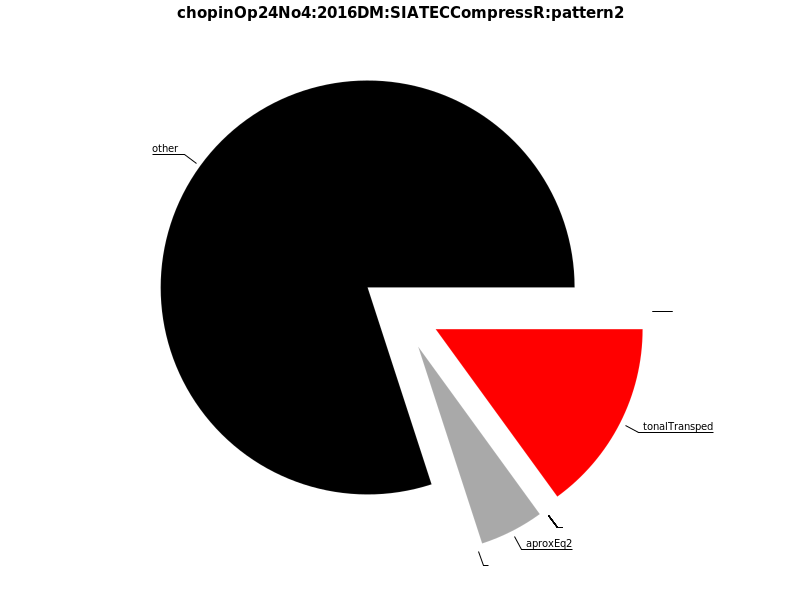 chopinOp24No4:2016DM:SIATECCompressR:pattern2
other
tonalTransped
aproxEq2